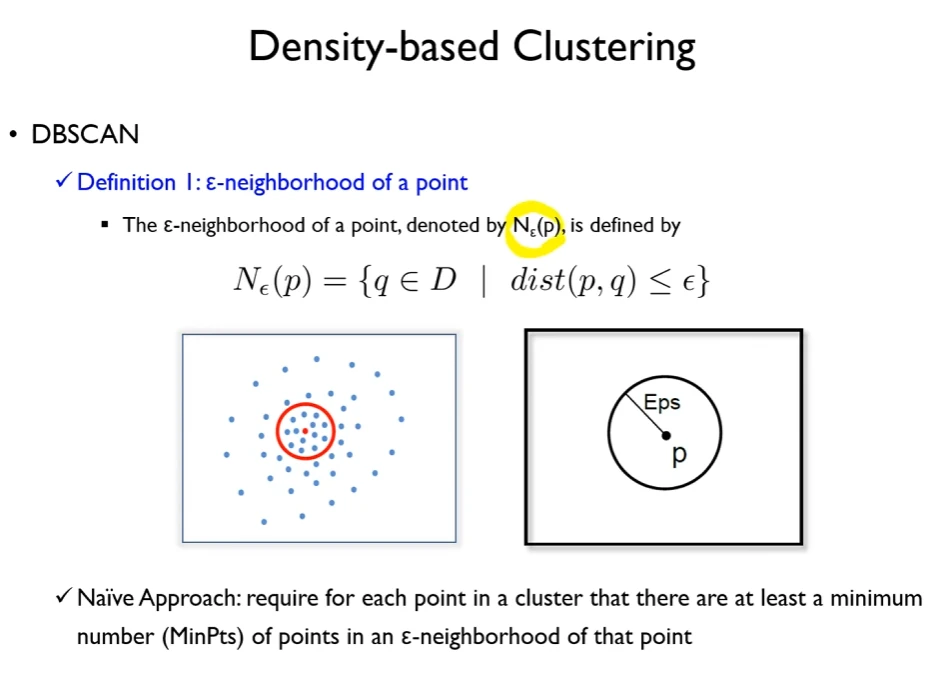 Density-based Clustering
• DBSCAN
✓ Definition 1: ε-neighborhood of a point
▪ The ε-neighborhood of a point, denoted by Nε(p), is defined by
N_ϵ(p) = {q ∈ D | dist(p, q) ≤ ϵ}
Eps
p
✓ Naïve Approach: require for each point in a cluster that there are at least a minimum
number (MinPts) of points in an ε-neighborhood of that point